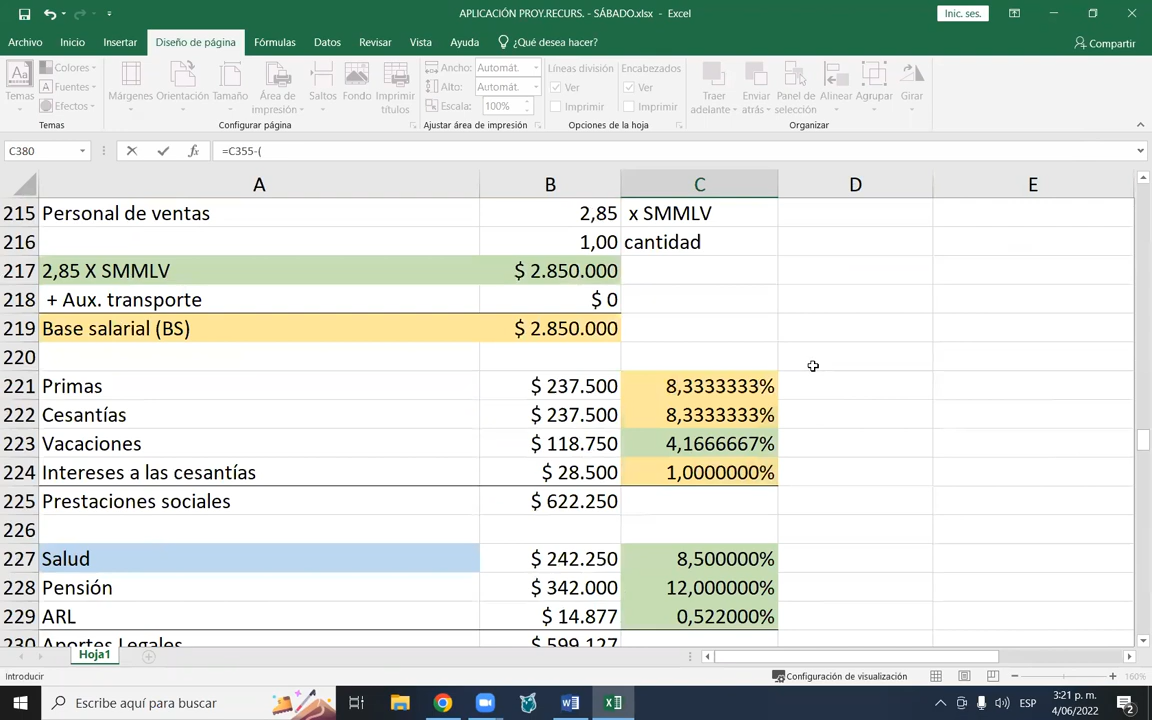 APLICACIÓN PROY.RECURS. - SÁBADO.xlsx - Excel
Inic. ses.
Archivo Inicio Insertar Diseño de página Fórmulas Datos Revisar Vista Ayuda ¿Qué desea hacer? Compartir
Aa Temas Colores Fuentes Efectos Márgenes Orientación Tamaño Área de impresión Saltos Fondo Imprimir títulos Ancho: Automát. Alto: Automát. Escala: 100% Líneas división Ver Imprimir Encabezados Ver Imprimir Traer adelante Enviar atrás Panel de selección Alinear Agrupar Girar
Temas Configurar página Ajustar área de impresión Opciones de la hoja Organizar
C380 fx =C355-(
A B C D E
215 Personal de ventas 2,85 x SMMLV
216 1,00 cantidad
217 2,85 X SMMLV $ 2.850.000
218 + Aux. transporte $ 0
219 Base salarial (BS) $ 2.850.000
220
221 Primas $ 237.500 8,3333333%
222 Cesantías $ 237.500 8,3333333%
223 Vacaciones $ 118.750 4,1666667%
224 Intereses a las cesantías $ 28.500 1,0000000%
225 Prestaciones sociales $ 622.250
226
227 Salud $ 242.250 8,500000%
228 Pensión $ 342.000 12,000000%
229 ARL $ 14.877 0,522000%
230 Aportes Legales $ 599.127
Hoja1
Introducir Configuración de visualización 160%
Escribe aquí para buscar
ESP
3:21 p. m.
4/06/2022
2